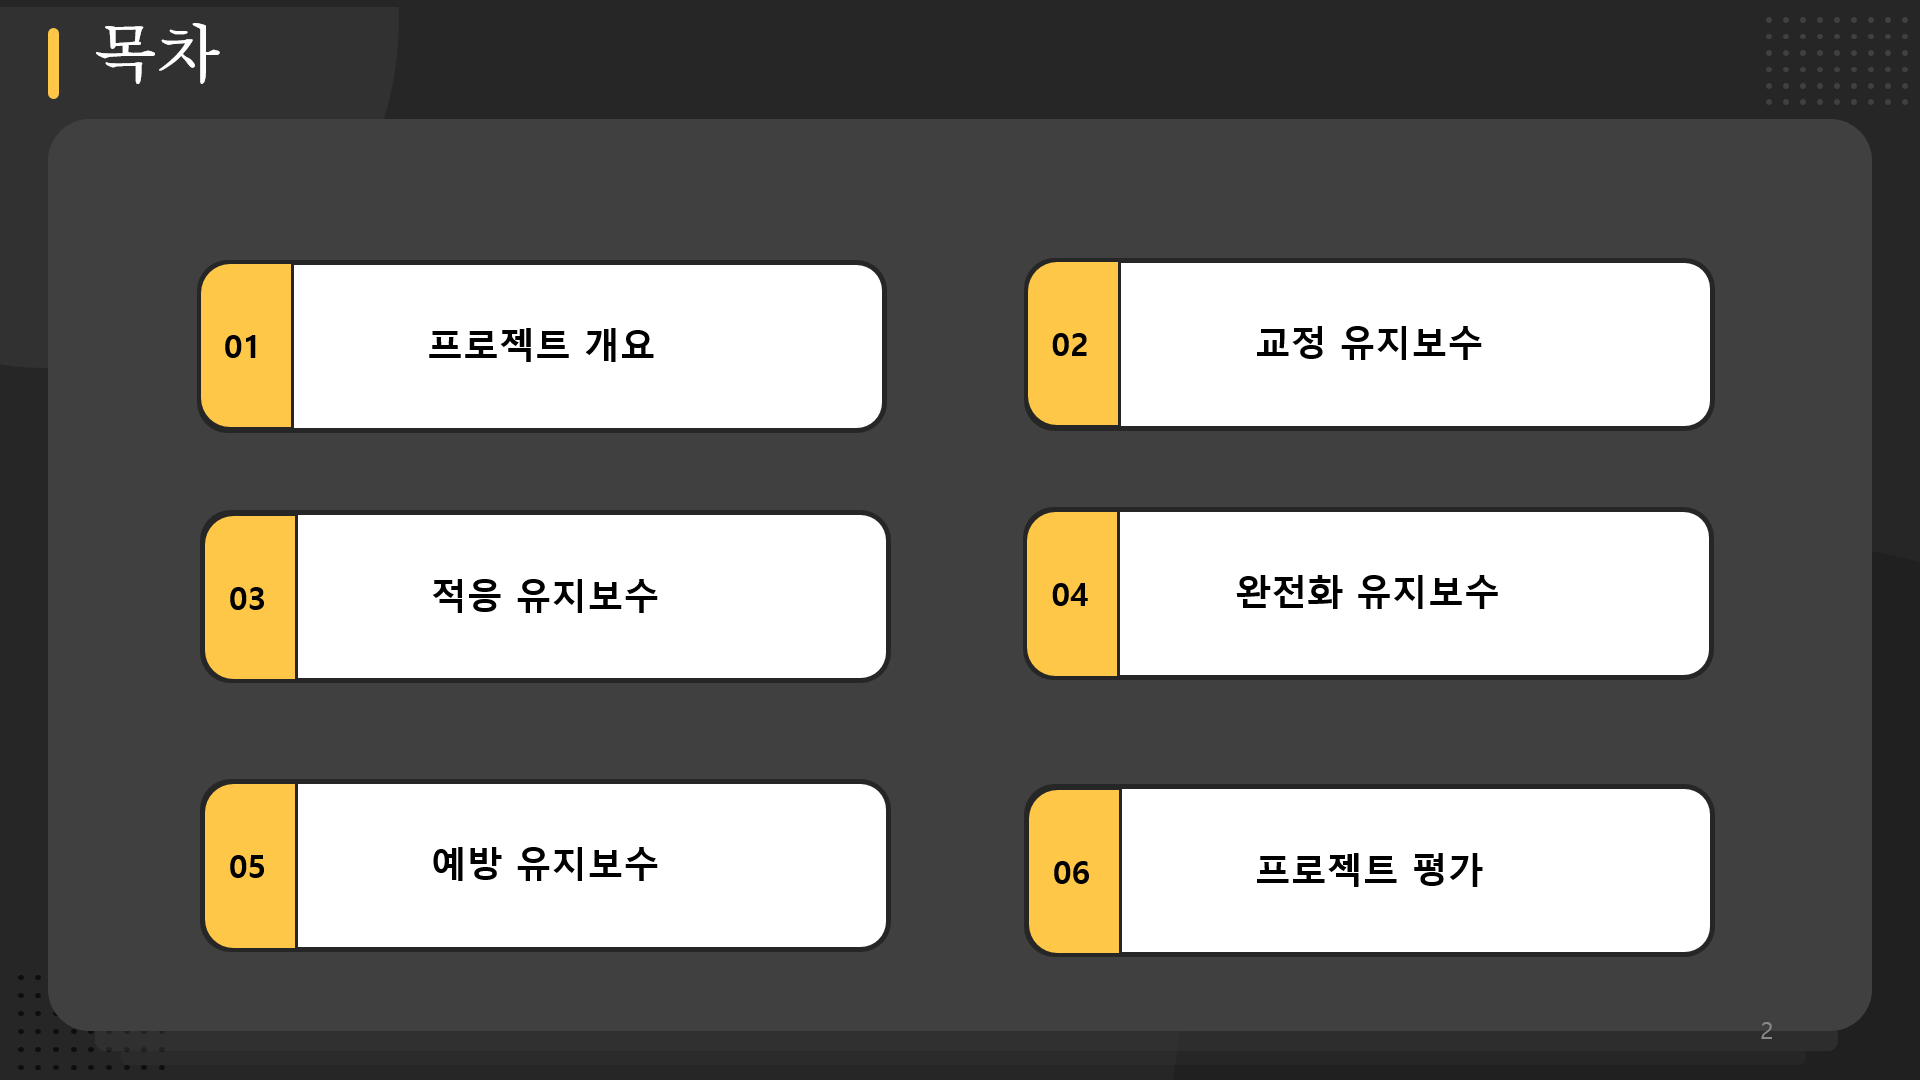 목차
01
프로젝트 개요
02
교정 유지보수
03
적응 유지보수
04
완전화 유지보수
05
예방 유지보수
06
프로젝트 평가
2